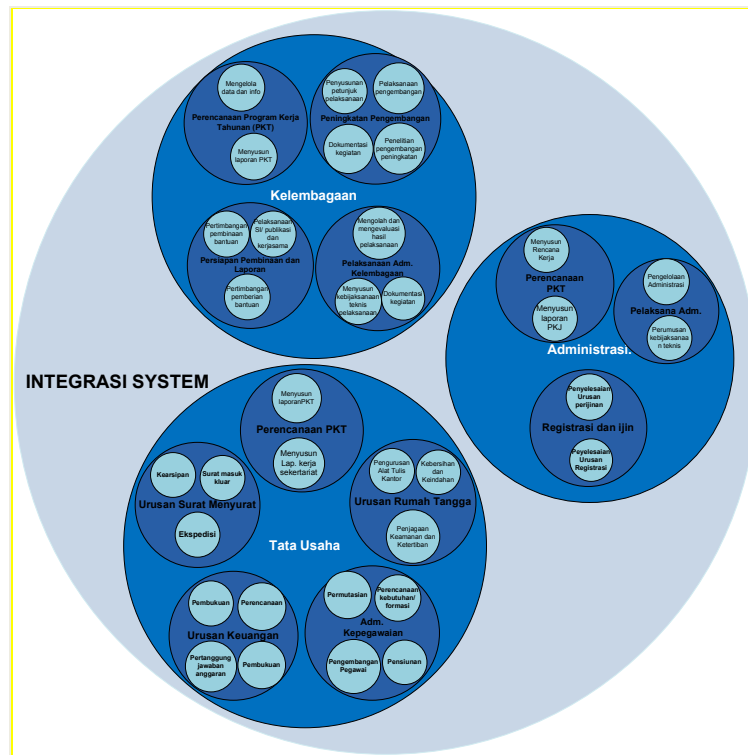 Mengelola
data dan info
Perencanaan Program Kerja
Tahunan (PKT)
Menyusun
laporan PKT
Penyusunan
petunjuk
pelaksanaan
Pelaksanaan
pengembangan
Peningkatan Pengembangan
Dokumentasi
kegiatan
Penelitian
pengembangan
peningkatan
Kelembagaan
Pertimbangan
pembinaan
bantuan
Pelaksanaan
SI/ publikasi
dan
kerjasama
Persiapan Pembinaan dan
Laporan
Pertimbangan
pemberian
bantuan
Mengolah dan
mengevaluasi
hasil
pelaksanaan
Pelaksanaan Adm.
Kelembagaan
Menyusun
kebijaksanaan
teknis
pelaksanaan
Dokumentasi
kegiatan
Menyusun
Rencana
Kerja
Perencanaan
PKT
Menyusun
laporan
PKJ
Pengelolaan
Administrasi
Pelaksana Adm.
Perumusan
kebijaksanaa
n teknis
Administrasi.
Penyelesaian
Urusan
perijinan
Registrasi dan ijin
Peyelesaian
Urusan
Registrasi
INTEGRASI SYSTEM
Menyusun
laporanPKT
Perencanaan PKT
Menyusun
Lap. kerja
sekertariat
Kearsipan
Surat masuk
kluar
Urusan Surat Menyurat
Ekspedisi
Pengurusan
Alat Tulis
Kantor
Kebersihan
dan
Keindahan
Urusan Rumah Tangga
Penjagaan
Keamanan dan
Ketertiban
Tata Usaha
Pembukuan
Perencanaan
Urusan Keuangan
Pertanggung
jawaban
anggaran
Pembukuan
Permutasian
Perencanaan
kebutuhan/
formasi
Adm.
Kepegawaian
Pengembangan
Pegawai
Pensiunan